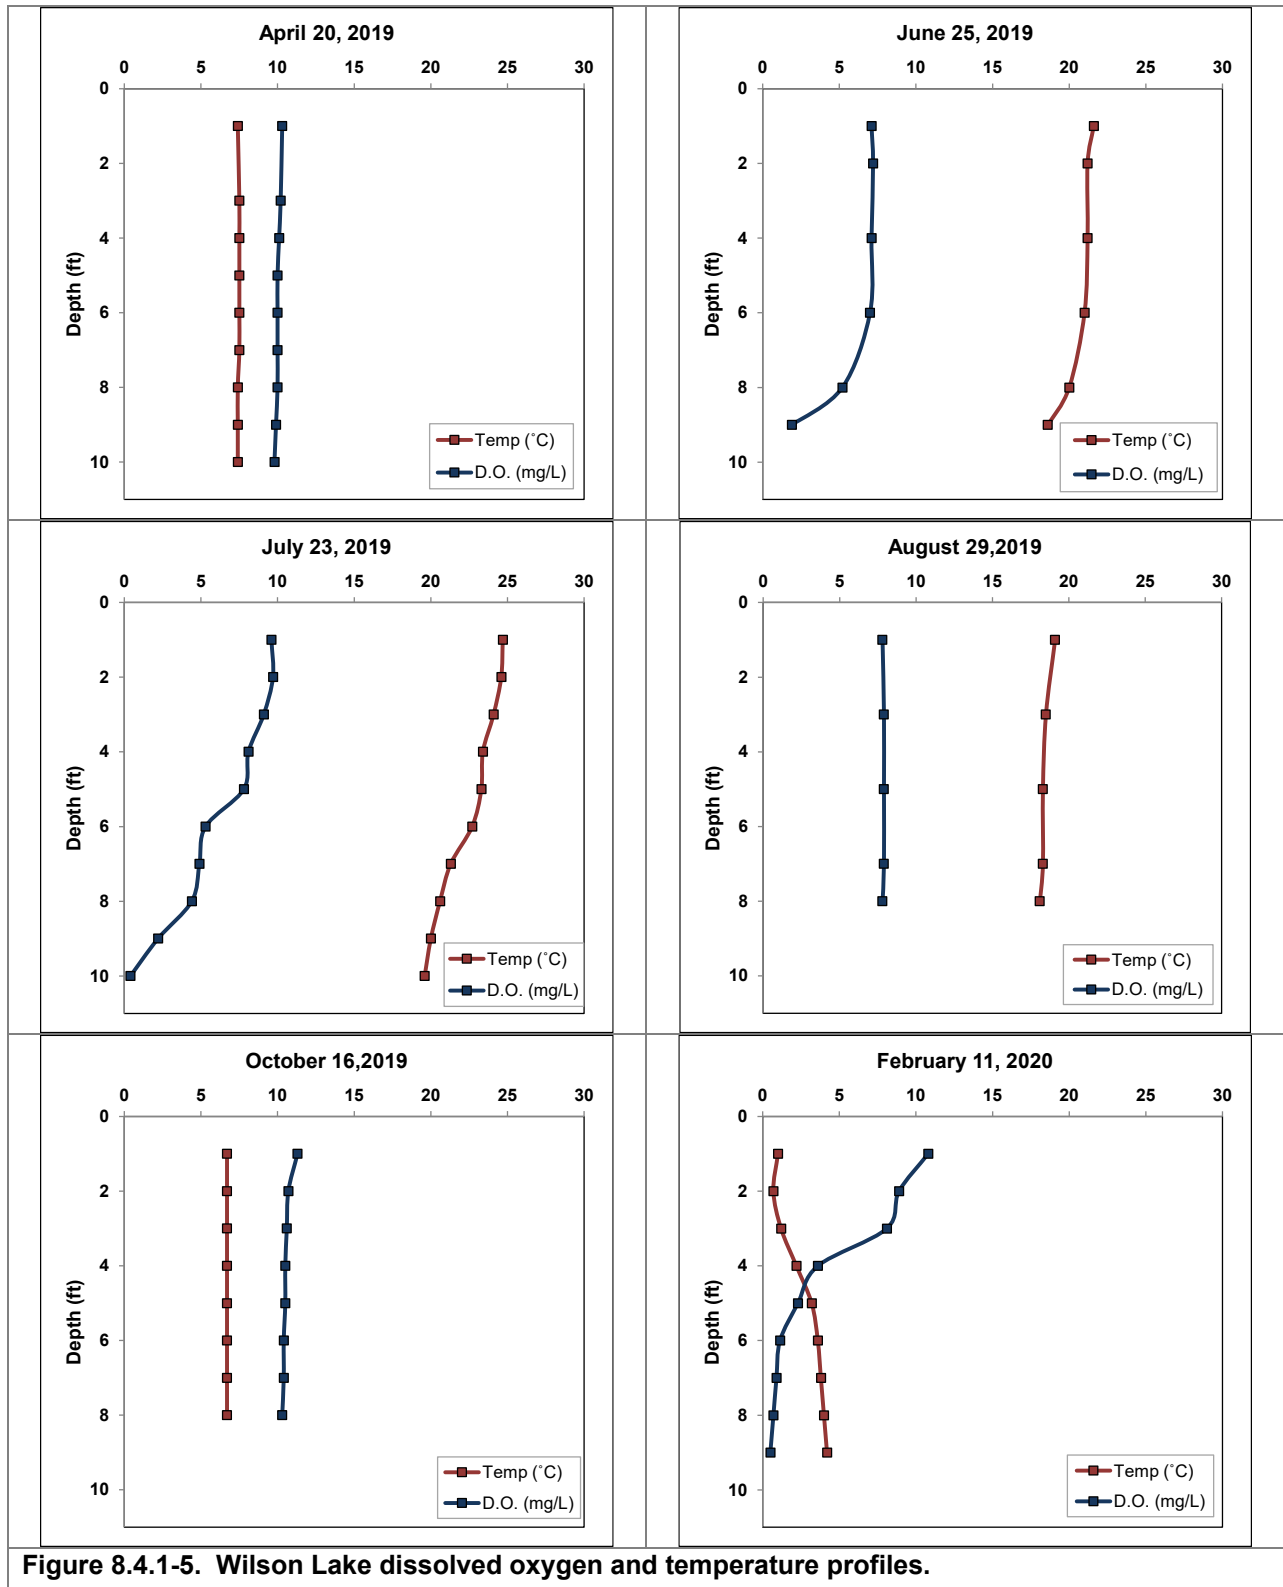 April 20, 2019
0 5 10 15 20 25 30
0
2
4
6
8
10
Depth (ft)
Temp (˚C)
D.O. (mg/L)
June 25, 2019
0 5 10 15 20 25 30
0
2
4
6
8
10
Depth (ft)
Temp (˚C)
D.O. (mg/L)
July 23, 2019
0 5 10 15 20 25 30
0
2
4
6
8
10
Depth (ft)
Temp (˚C)
D.O. (mg/L)
August 29,2019
0 5 10 15 20 25 30
0
2
4
6
8
10
Depth (ft)
Temp (˚C)
D.O. (mg/L)
October 16,2019
0 5 10 15 20 25 30
0
2
4
6
8
10
Depth (ft)
Temp (˚C)
D.O. (mg/L)
February 11, 2020
0 5 10 15 20 25 30
0
2
4
6
8
10
Depth (ft)
Temp (˚C)
D.O. (mg/L)
Figure 8.4.1-5. Wilson Lake dissolved oxygen and temperature profiles.